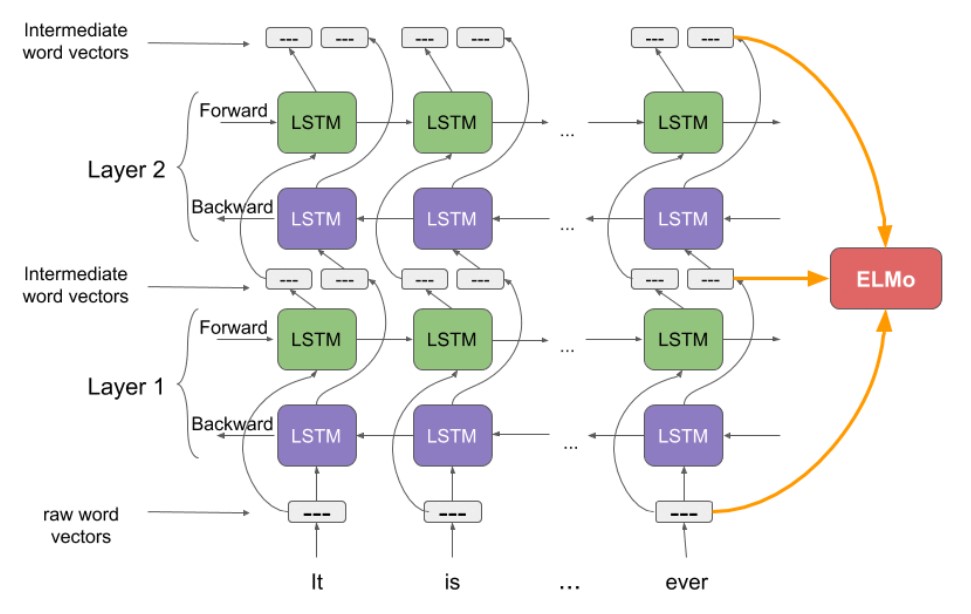 Intermediate
word vectors
--- --- --- --- --- ---
Forward
LSTM LSTM ... LSTM
Layer 2
Backward
LSTM LSTM ... LSTM
Intermediate
word vectors
--- --- --- --- --- ---
ELMo
Forward
LSTM LSTM ... LSTM
Layer 1
Backward
LSTM LSTM ... LSTM
raw word
vectors
--- --- ---
It is ... ever